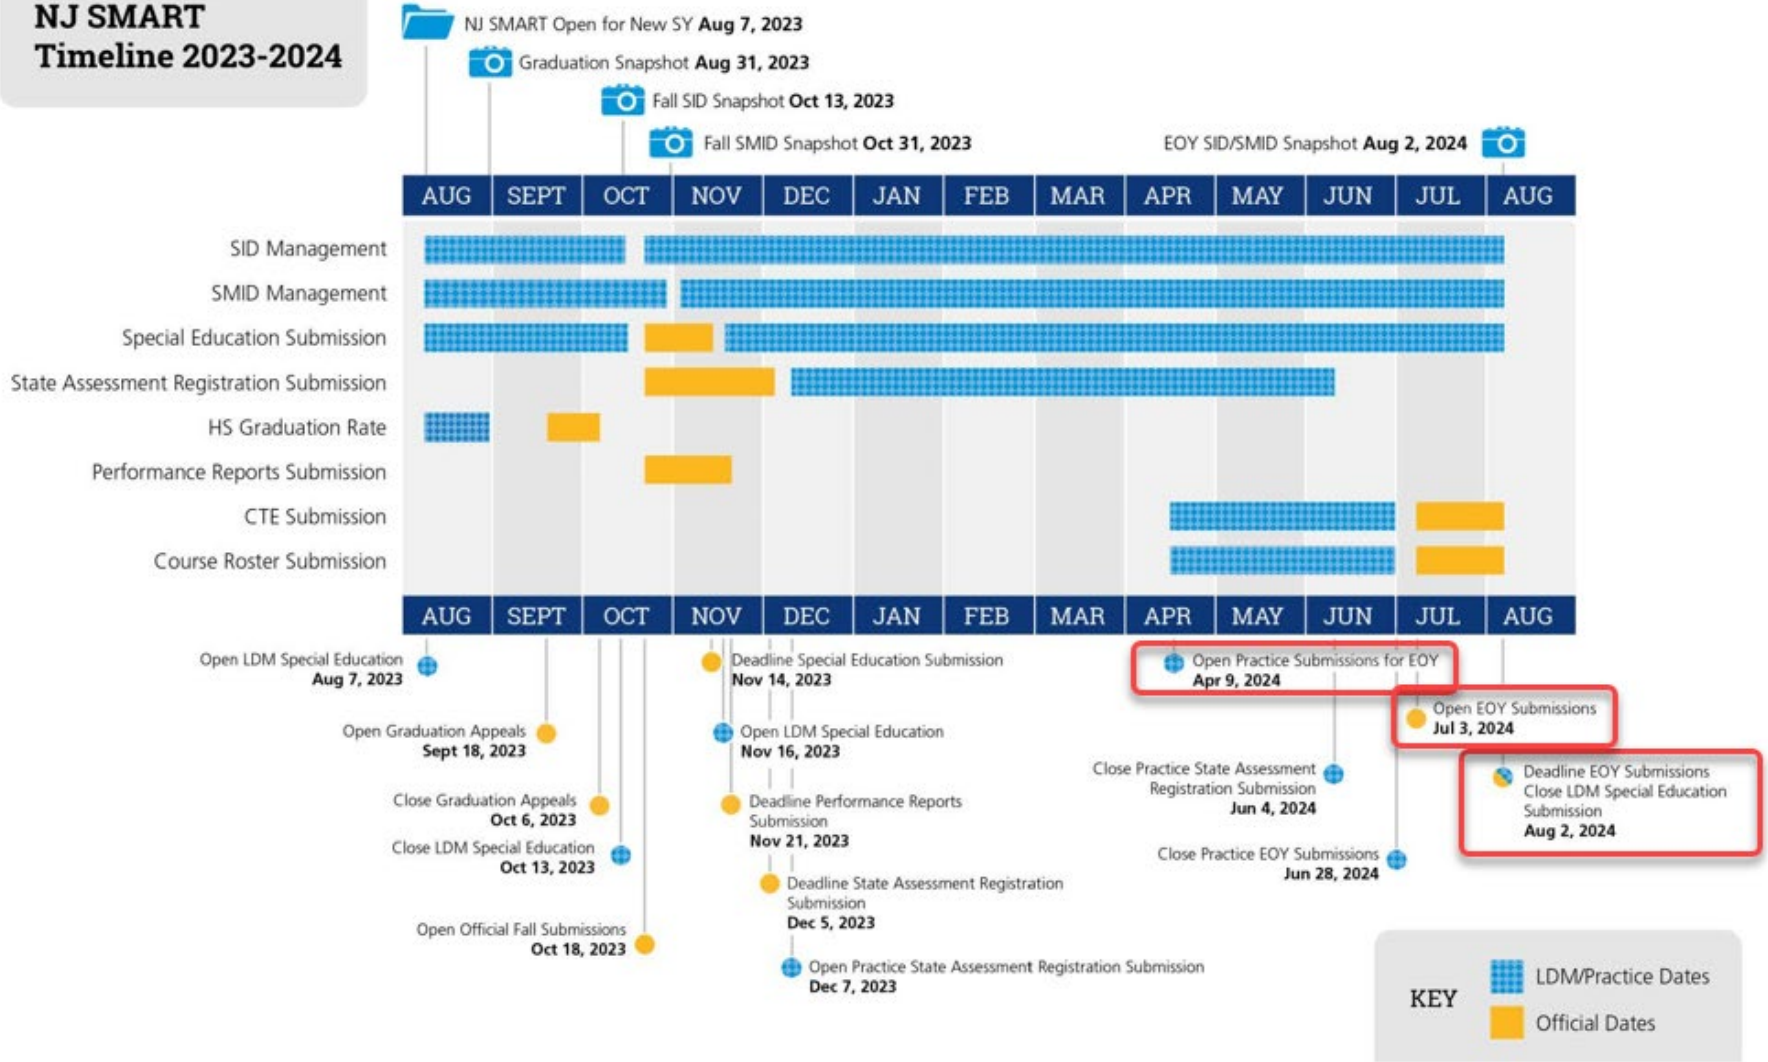 NJ SMART
Timeline 2023-2024
NJ SMART Open for New SY Aug 7, 2023
Graduation Snapshot Aug 31, 2023
Fall SID Snapshot Oct 13, 2023
Fall SMID Snapshot Oct 31, 2023
EOY SID/SMID Snapshot Aug 2, 2024
AUG SEPT OCT NOV DEC JAN FEB MAR APR MAY JUN JUL AUG
SID Management
SMID Management
Special Education Submission
State Assessment Registration Submission
HS Graduation Rate
Performance Reports Submission
CTE Submission
Course Roster Submission
AUG SEPT OCT NOV DEC JAN FEB MAR APR MAY JUN JUL AUG
Open LDM Special Education
Aug 7, 2023
Open Graduation Appeals
Sept 18, 2023
Close Graduation Appeals
Oct 6, 2023
Close LDM Special Education
Oct 13, 2023
Open Official Fall Submissions
Oct 18, 2023
Deadline Special Education Submission
Nov 14, 2023
Open LDM Special Education
Nov 16, 2023
Deadline Performance Reports
Submission
Nov 21, 2023
Deadline State Assessment Registration
Submission
Dec 5, 2023
Open Practice State Assessment Registration Submission
Dec 7, 2023
Open Practice Submissions for EOY
Apr 9, 2024
Close Practice State Assessment
Registration Submission
Jun 4, 2024
Close Practice EOY Submissions
Jun 28, 2024
Open EOY Submissions
Jul 3, 2024
Deadline EOY Submissions
Close LDM Special Education
Submission
Aug 2, 2024
KEY
LDM/Practice Dates
Official Dates